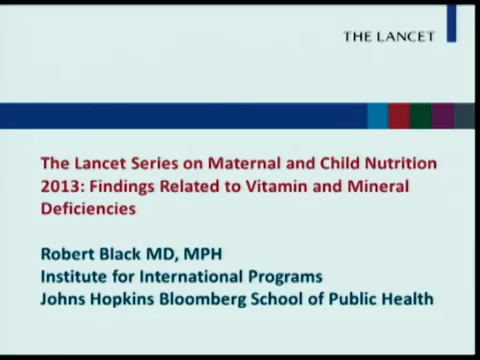 THE LANCET
The Lancet Series on Maternal and Child Nutrition
2013: Findings Related to Vitamin and Mineral
Deficiencies
Robert Black MD, MPH
Institute for International Programs
Johns Hopkins Bloomberg School of Public Health